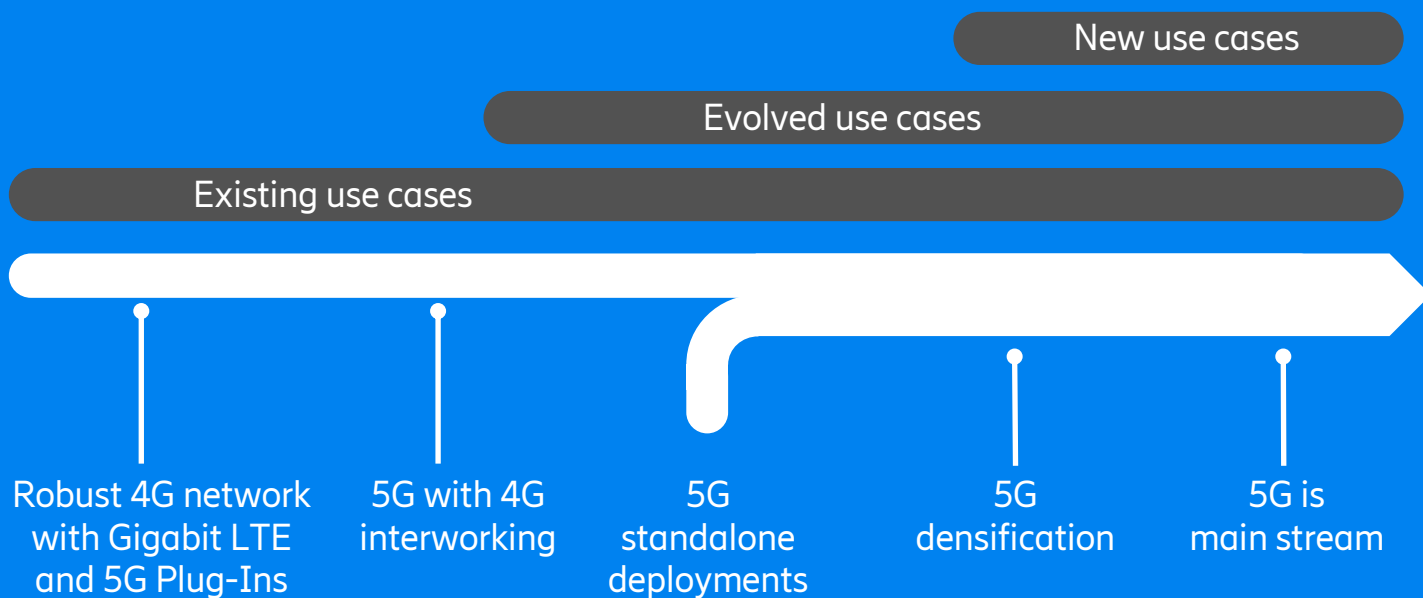 New use cases
Evolved use cases
Existing use cases
Robust 4G network
with Gigabit LTE
and 5G Plug-Ins
5G with 4G
interworking
5G
standalone
deployments
5G
densification
5G is
main stream